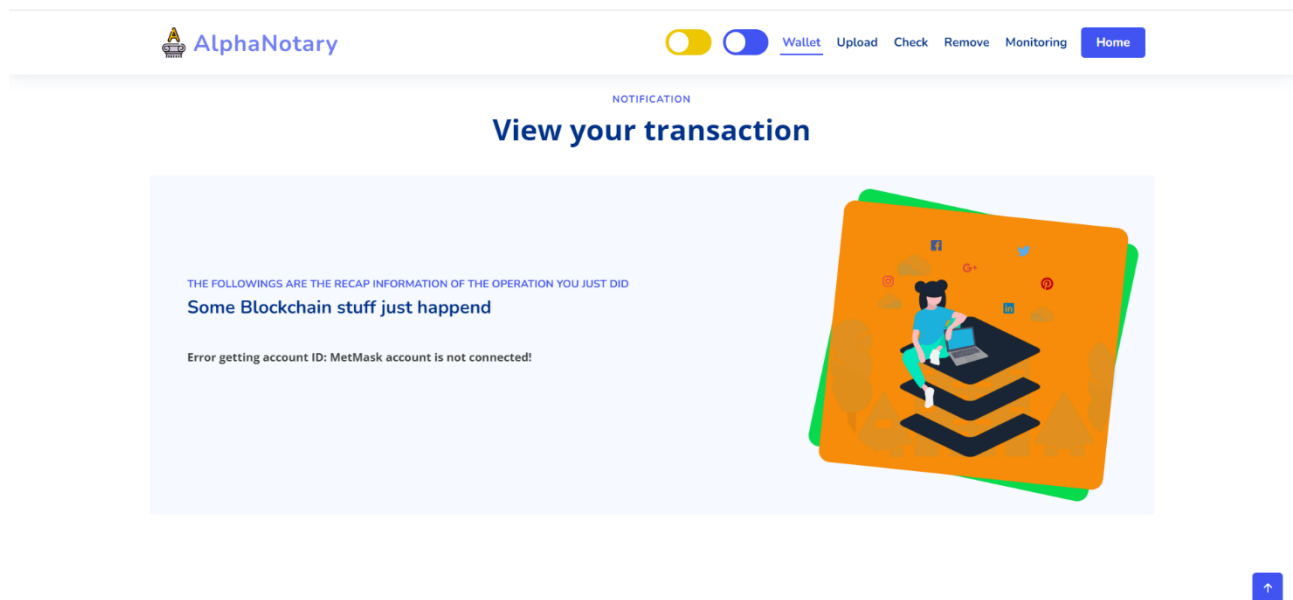 AlphaNotary
Wallet Upload Check Remove Monitoring Home
NOTIFICATION
View your transaction
THE FOLLOWINGS ARE THE RECAP INFORMATION OF THE OPERATION YOU JUST DID
Some Blockchain stuff just happend
Error getting account ID: MetMask account is not connected!